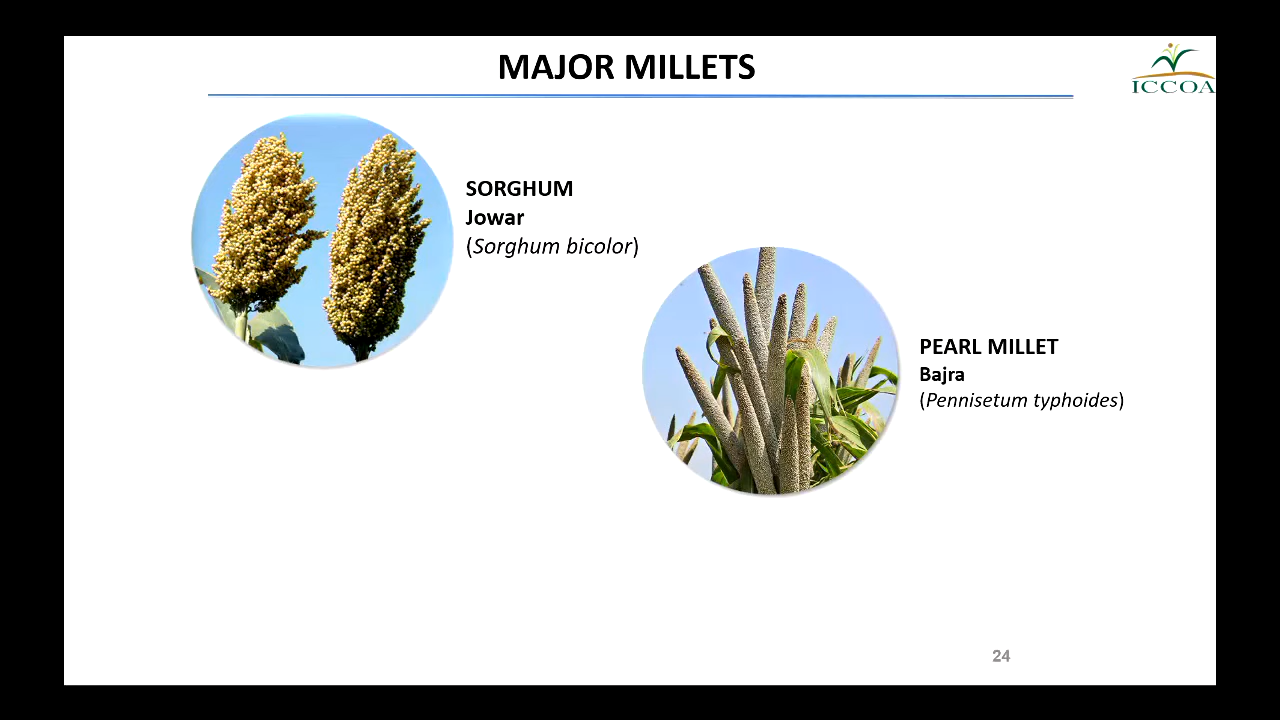 MAJOR MILLETS
ICCOA
SORGHUM
Jowar
(Sorghum bicolor)
PEARL MILLET
Bajra
(Pennisetum typhoides)
24